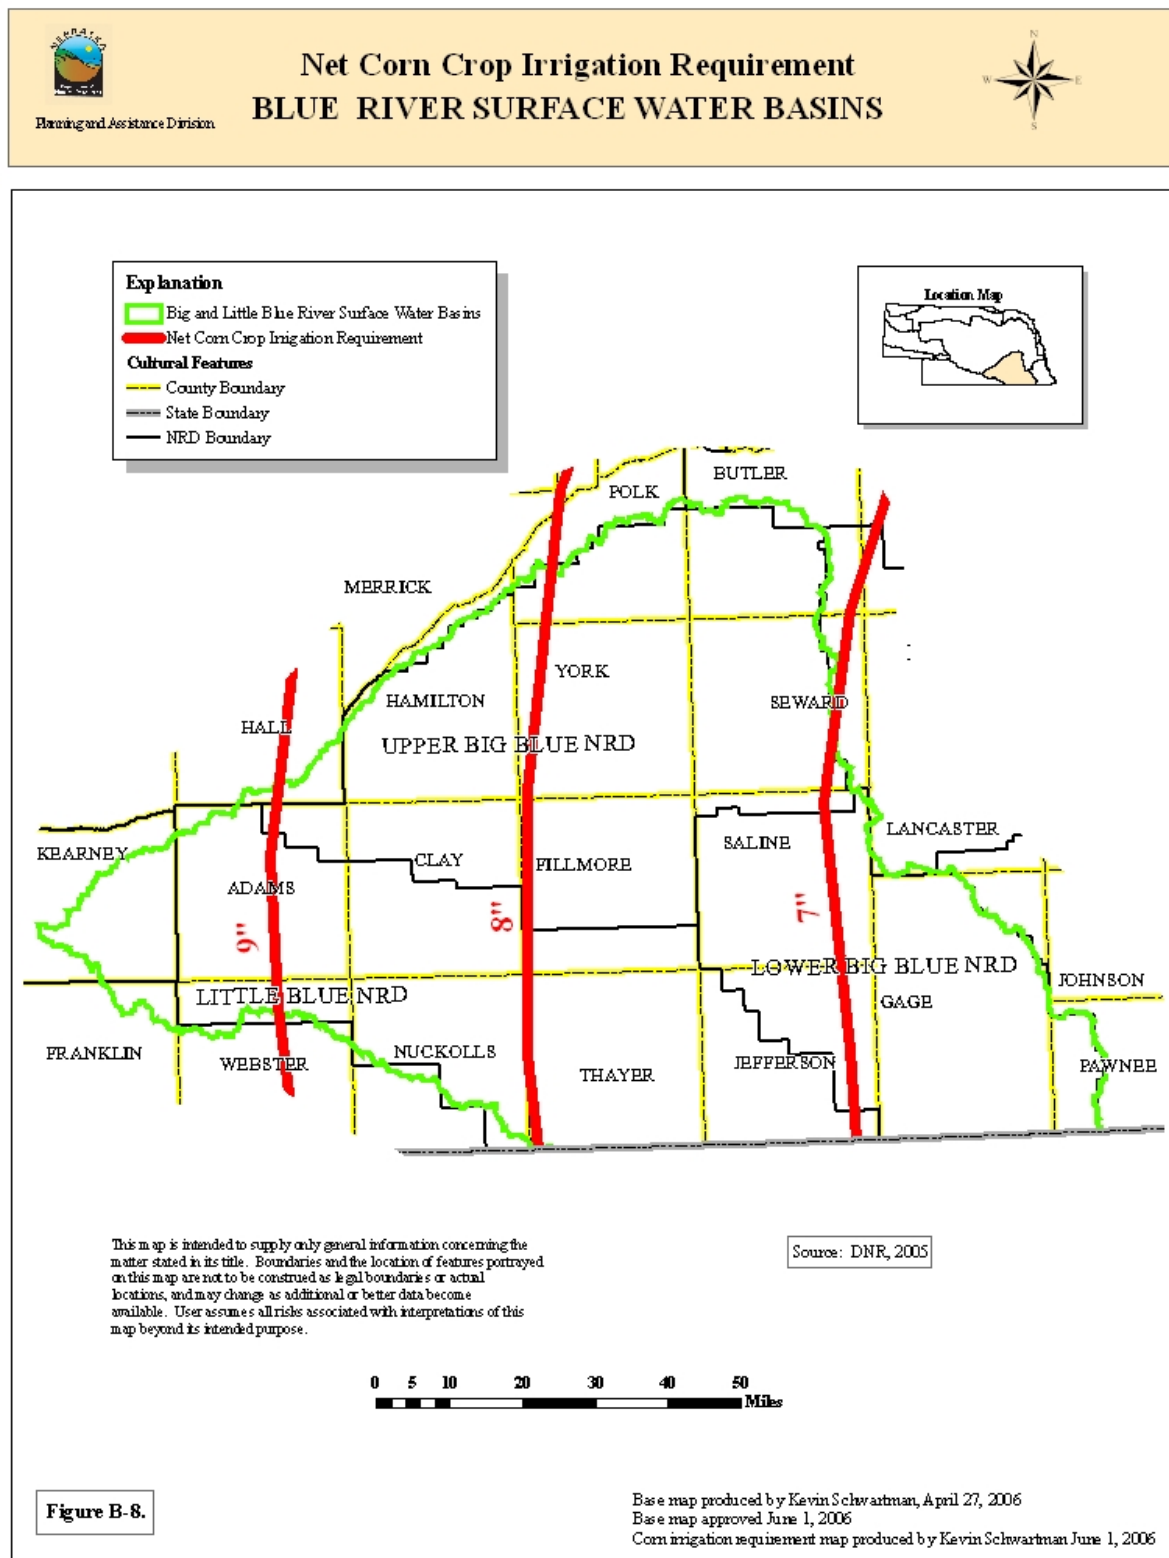 NEBRASKA
Planning and Assistance Division
Net Corn Crop Irrigation Requirement
BLUE RIVER SURFACE WATER BASINS
N
W
E
S
Explanation
Big and Little Blue River Surface Water Basins
Net Corn Crop Irrigation Requirement
Cultural Features
County Boundary
State Boundary
NRD Boundary
Location Map
BUTLER
POLK
MERRICK
YORK
HAMILTON
SEWARD
HALL
UPPER BIG BLUE NRD
LANCASTER
SALINE
KEARNEY
CLAY
FILLMORE
ADAMS
9"
8"
7"
LOWER BIG BLUE NRD
JOHNSON
LITTLE BLUE NRD
GAGE
FRANKLIN
NUCKOLLS
WEBSTER
JEFFERSON
PAWNEE
THAYER
This map is intended to supply only general information concerning the
matter stated in its title. Boundaries and the location of features portrayed
on this map are not to be construed as legal boundaries or actual
locations, and may change as additional or better data become
available. User assumes all risks associated with interpretations of this
map beyond its intended purpose.
Source: DNR, 2005
0 5 10 20 30 40 50
Miles
Figure B-8.
Base map produced by Kevin Schwartman, April 27, 2006
Base map approved June 1, 2006
Corn irrigation requirement map produced by Kevin Schwartman June 1, 2006